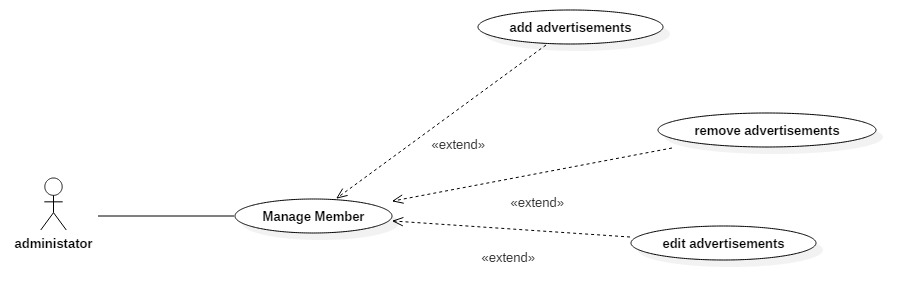 add advertisements
«extend»
remove advertisements
«extend»
Manage Member
administator
edit advertisements
«extend»